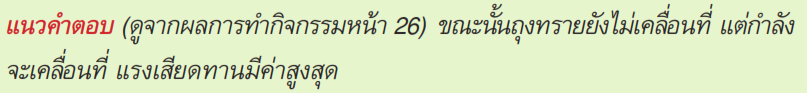 แนวคำตอบ (ดูจากผลการทำกิจกรรมหน้า 26) ขณะนั้นถุงทรายยังไม่เคลื่อนที่ แต่กำลัง
จะเคลื่อนที่ แรงเสียดทานมีค่าสูงสุด